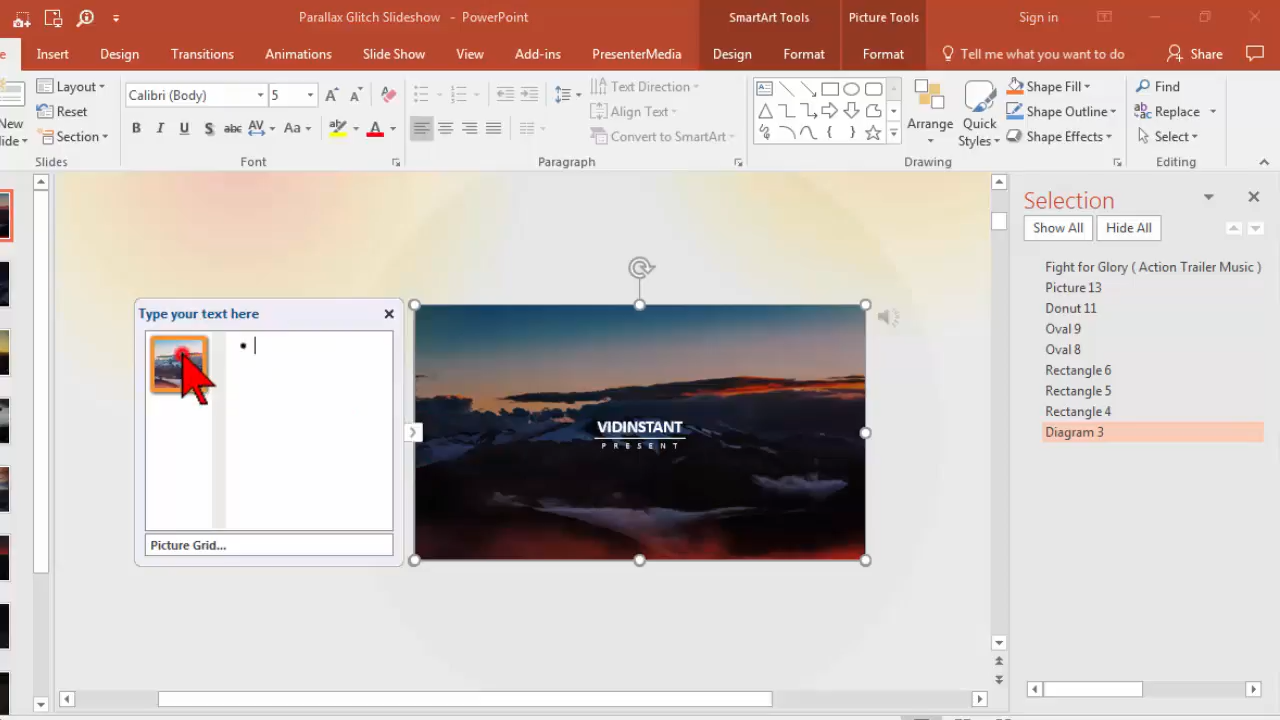 Parallax Glitch Slideshow - PowerPoint
SmartArt Tools
Picture Tools
Sign in
Insert Design Transitions Animations Slide Show View Add-ins PresenterMedia Design Format Format Tell me what you want to do Share
New
Layout
Reset
Section
Slides
Calibri (Body) 5
B I U S abc AV Aa
ab A
Font
Text Direction
Align Text
Convert to SmartArt
Paragraph
Arrange
Quick
Styles
Shape Fill
Shape Outline
Shape Effects
Drawing
Find
Replace
Select
Editing
Type your text here
Picture Grid...
VIDINSTANT
PRESENT
Selection
Show All Hide All
Fight for Glory ( Action Trailer Music )
Picture 13
Donut 11
Oval 9
Oval 8
Rectangle 6
Rectangle 5
Rectangle 4
Diagram 3